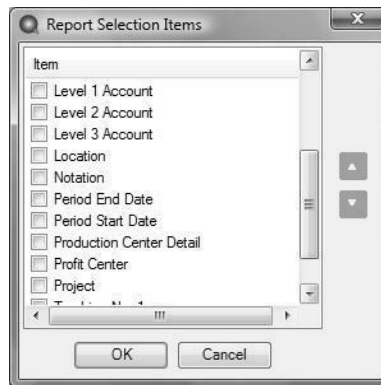 Report Selection Items
Item
Level 1 Account
Level 2 Account
Level 3 Account
Location
Notation
Period End Date
Period Start Date
Production Center Detail
Profit Center
Project
OK
Cancel